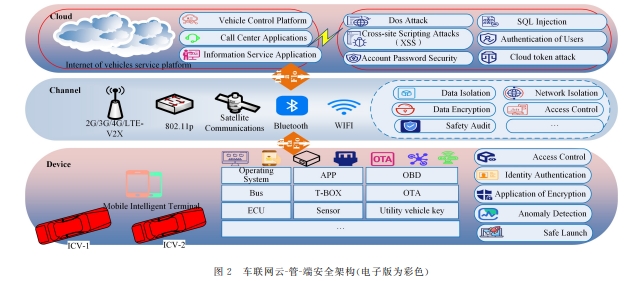 Cloud
Vehicle Control Platform
Call Center Applications
Information Service Application
Internet of vehicles service platform
Dos Attack
Cross-site Scripting Attacks
(XSS)
Account Password Security
SQL Injection
Authentication of Users
Cloud token attack
Channel
2G/3G/4G/LTE-
V2X
802.11p
Satellite
Communications
Bluetooth
WIFI
Data Isolation
Network Isolation
Data Encryption
Access Control
Safety Audit
...
Device
Mobile Intelligent Terminal
ICV-1
ICV-2
OTA
Operating
System
APP
OBD
Bus
T-BOX
OTA
ECU
Sensor
Utility vehicle key
...
Access Control
Identity Authentication
Application of Encryption
Anomaly Detection
Safe Launch
图 2 车联网云-管-端安全架构(电子版为彩色)